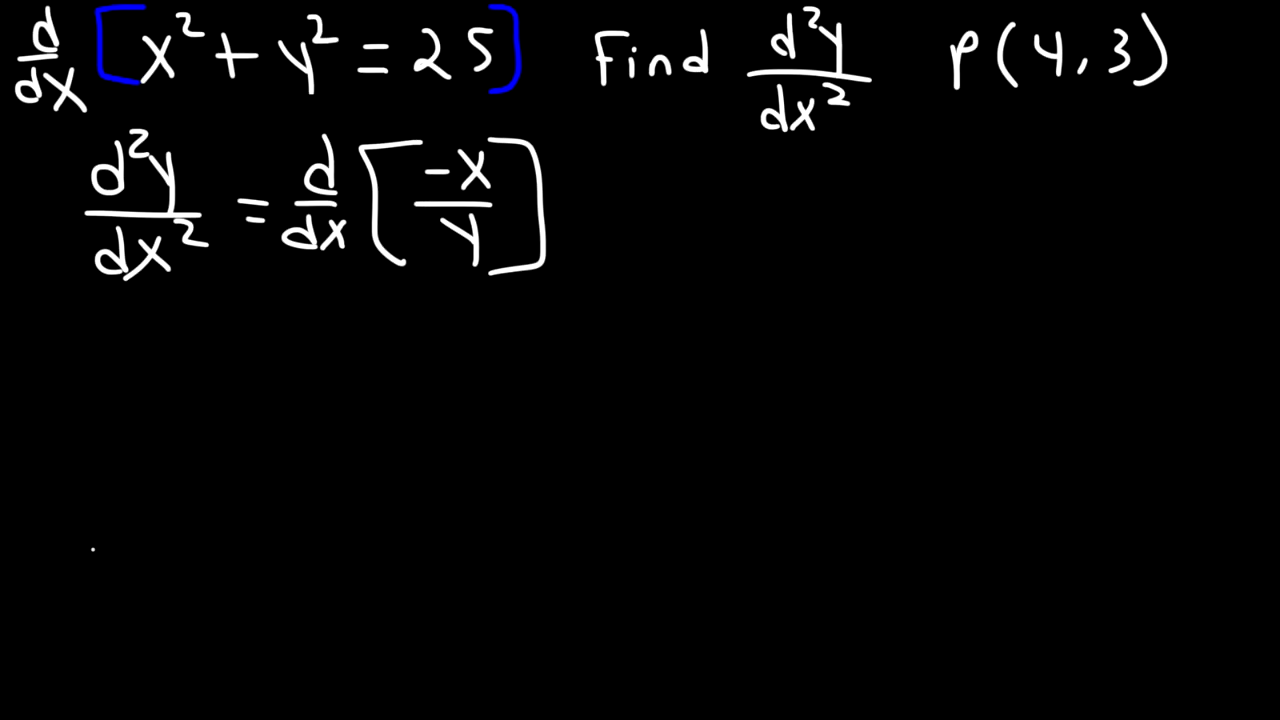 d/dx [x² + y² = 25] Find d²y/dx² P(4,3)
d²y/dx² = d/dx [-x/y]